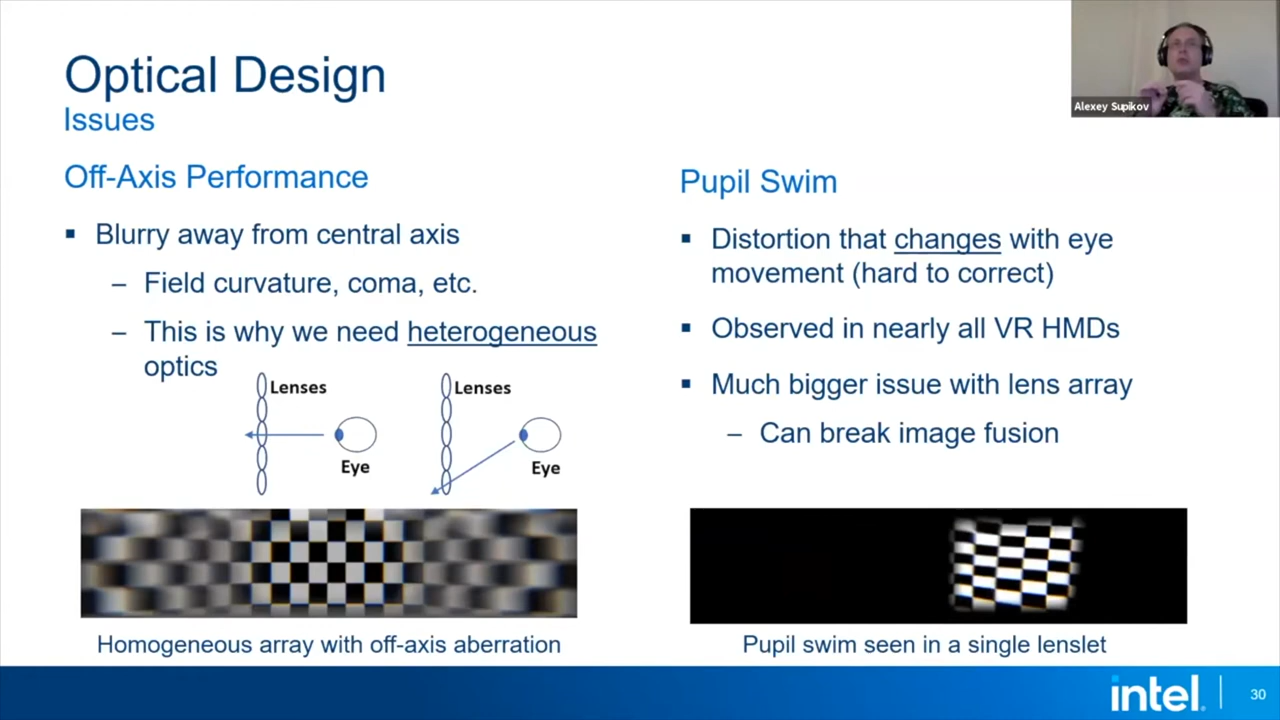 Optical Design
Issues
Alexey Supikov
Off-Axis Performance
▪ Blurry away from central axis
– Field curvature, coma, etc.
– This is why we need heterogeneous
optics
Lenses
Eye
Lenses
Eye
Homogeneous array with off-axis aberration
Pupil Swim
▪ Distortion that changes with eye
movement (hard to correct)
▪ Observed in nearly all VR HMDs
▪ Much bigger issue with lens array
– Can break image fusion
Pupil swim seen in a single lenslet
intel.
30